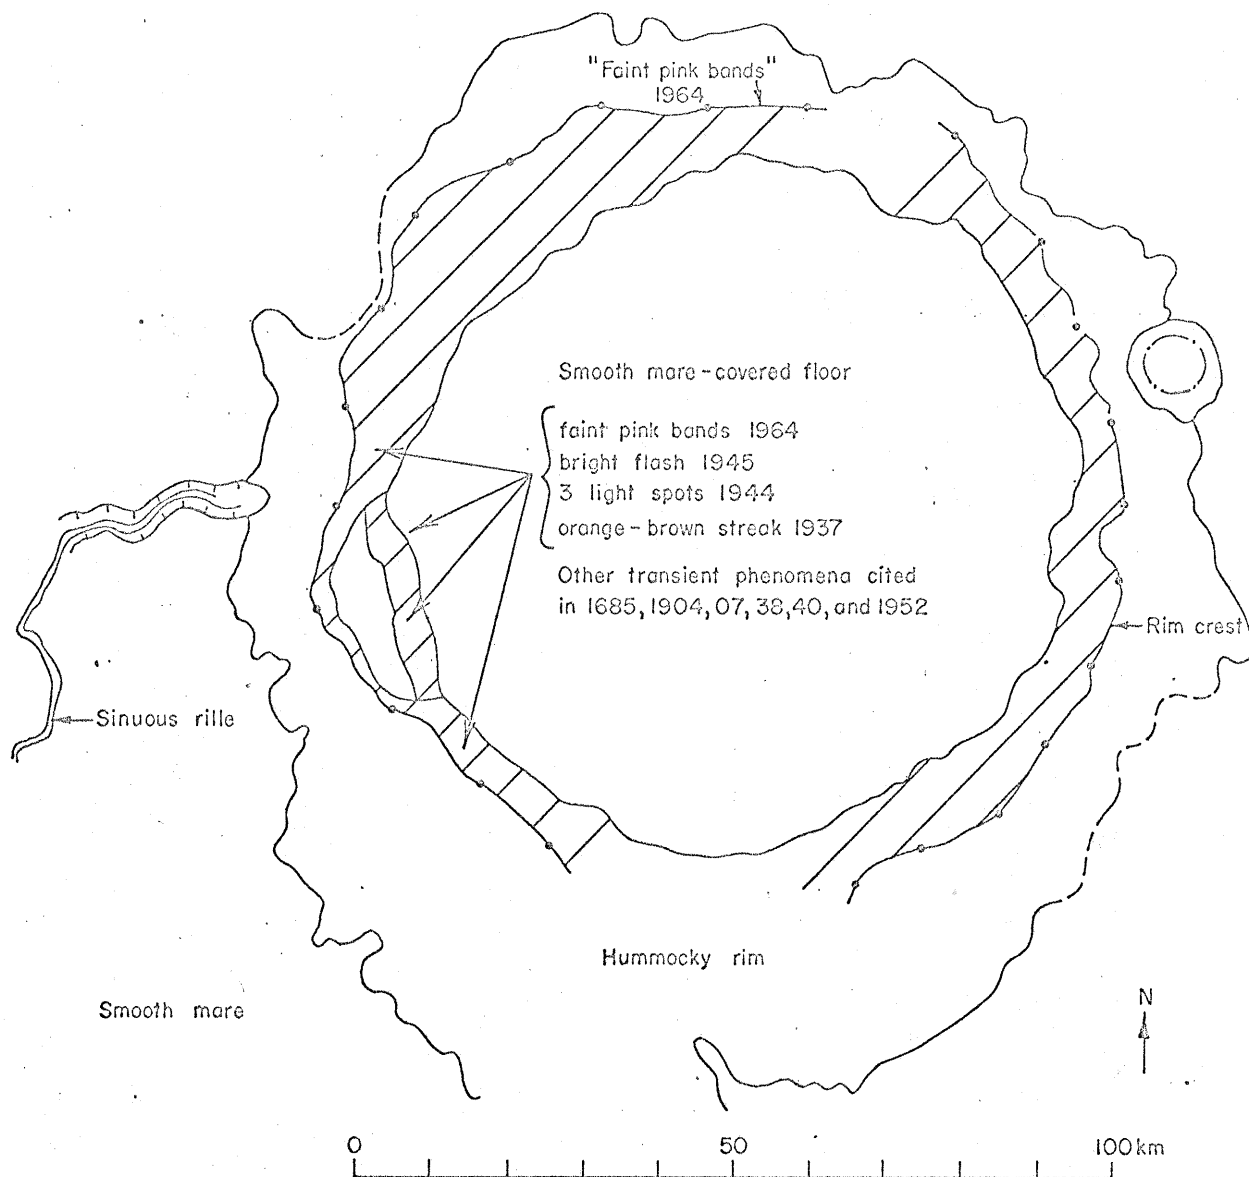 "Faint pink bands"
1964
Smooth mare-covered floor
faint pink bands 1964
bright flash 1945
3 light spots 1944
orange-brown streak 1937
Other transient phenomena cited
in 1685, 1904, 07, 38, 40, and 1952
Rim crest
Sinuous rille
Hummocky rim
Smooth mare
N
0 50 100 km